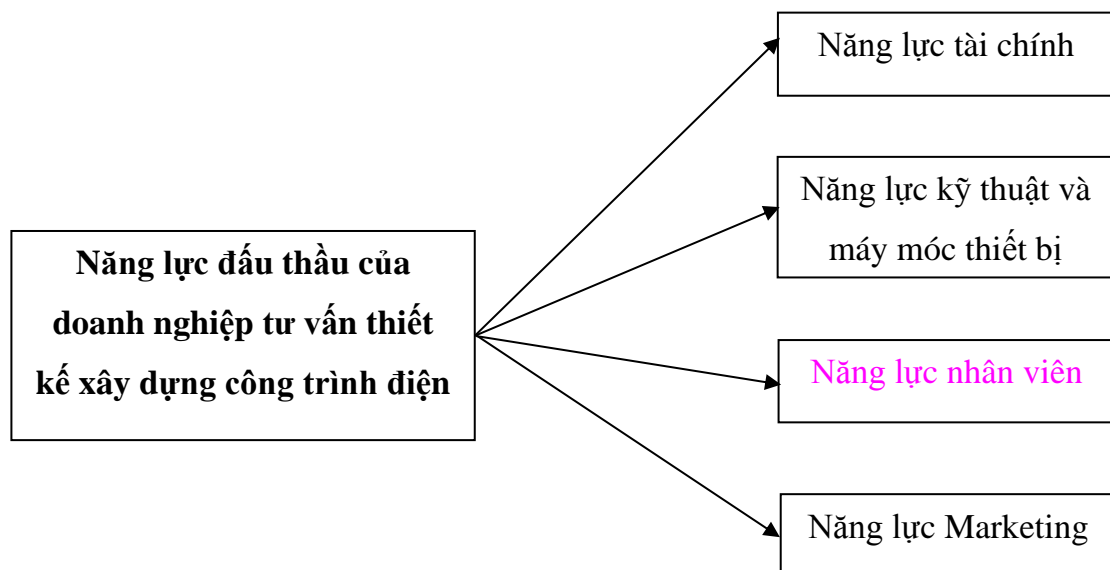 Năng lực tài chính
Năng lực kỹ thuật và
máy móc thiết bị
Năng lực đấu thầu của
doanh nghiệp tư vấn thiết
kế xây dựng công trình điện
Năng lực nhân viên
Năng lực Marketing